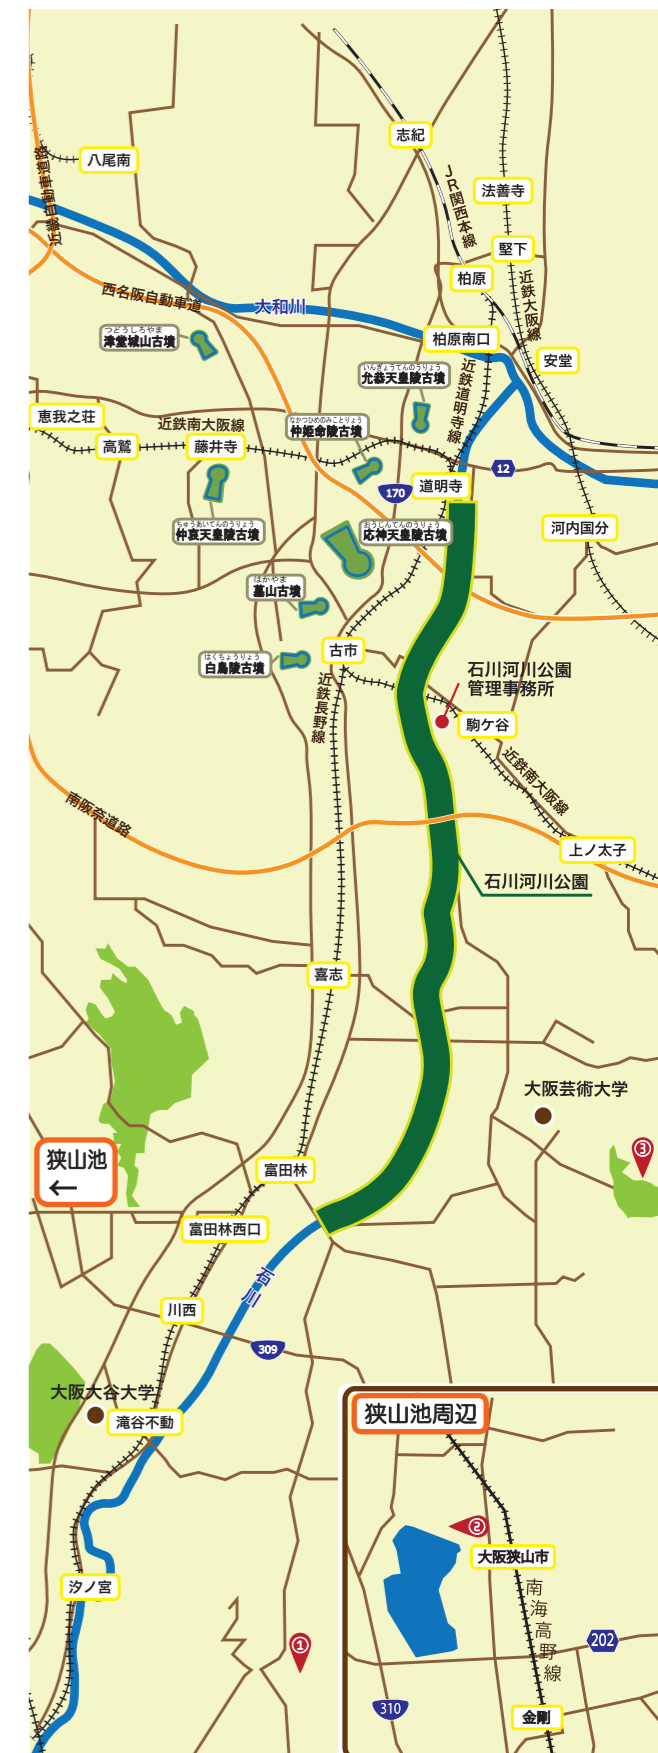 志紀
八尾南
近畿自動車道路
JR関西本線
法善寺
堅下
柏原
近鉄大阪線
西名阪自動車道
大和川
つどうしろやま
津堂城山古墳
柏原南口
安堂
いんぎょうてんのうりょう
允恭天皇陵古墳
近鉄道明寺線
恵我之荘
近鉄南大阪線
なかつひめのみことりょう
仲姫命陵古墳
高鷲
藤井寺
12
170
道明寺
ちゅうあいてんのうりょう
仲哀天皇陵古墳
おうじんてんのうりょう
応神天皇陵古墳
河内国分
はかやま
墓山古墳
はくちょうりょう
白鳥陵古墳
古市
近鉄長野線
石川河川公園
管理事務所
駒ケ谷
近鉄南大阪線
南阪奈道路
上ノ太子
石川河川公園
喜志
大阪芸術大学
狭山池
←
③
富田林
富田林西口
石川
川西
309
大阪大谷大学
滝谷不動
狭山池周辺
②
大阪狭山市
汐ノ宮
南海高野線
①
202
310
金剛